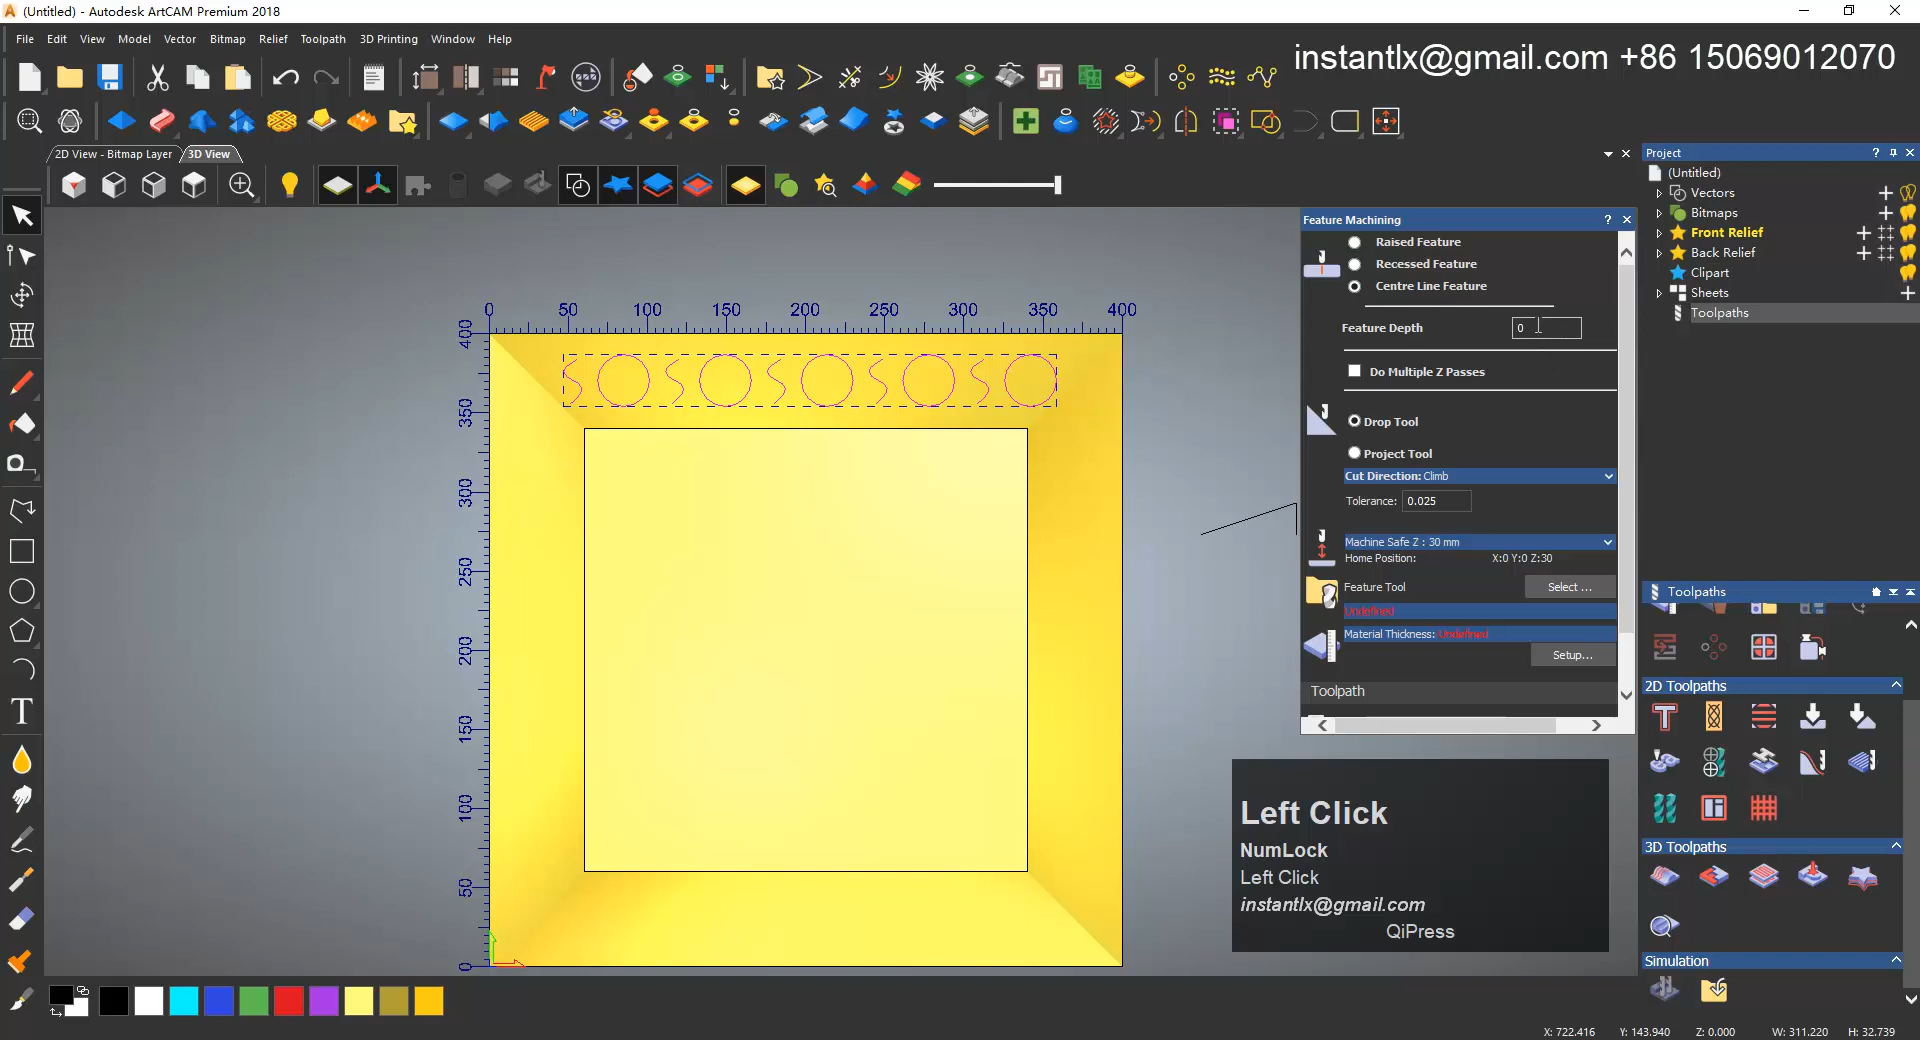 (Untitled) - Autodesk ArtCAM Premium 2018
File Edit View Model Vector Bitmap Relief Toolpath 3D Printing Window Help
instantlx@gmail.com +86 15069012070
2D View - Bitmap Layer 3D View
Project
(Untitled)
Vectors
Bitmaps
Front Relief
Back Relief
Clipart
Sheets
Toolpaths
Feature Machining
Raised Feature
Recessed Feature
Centre Line Feature
Feature Depth 0
Do Multiple Z Passes
Drop Tool
Project Tool
Cut Direction: Climb
Tolerance: 0.025
Machine Safe Z : 30 mm
Home Position: X:0 Y:0 Z:30
Feature Tool Select ...
Undefined
Material Thickness: Undefined
Setup...
Toolpath
0 50 100 150 200 250 300 350 400
400
350
300
250
200
150
100
50
0
Toolpaths
2D Toolpaths
3D Toolpaths
Simulation
Left Click
NumLock
Left Click
instantlx@gmail.com
QiPress
X: 722.416 Y: 143.940 Z: 0.000 W: 311.220 H: 32.739